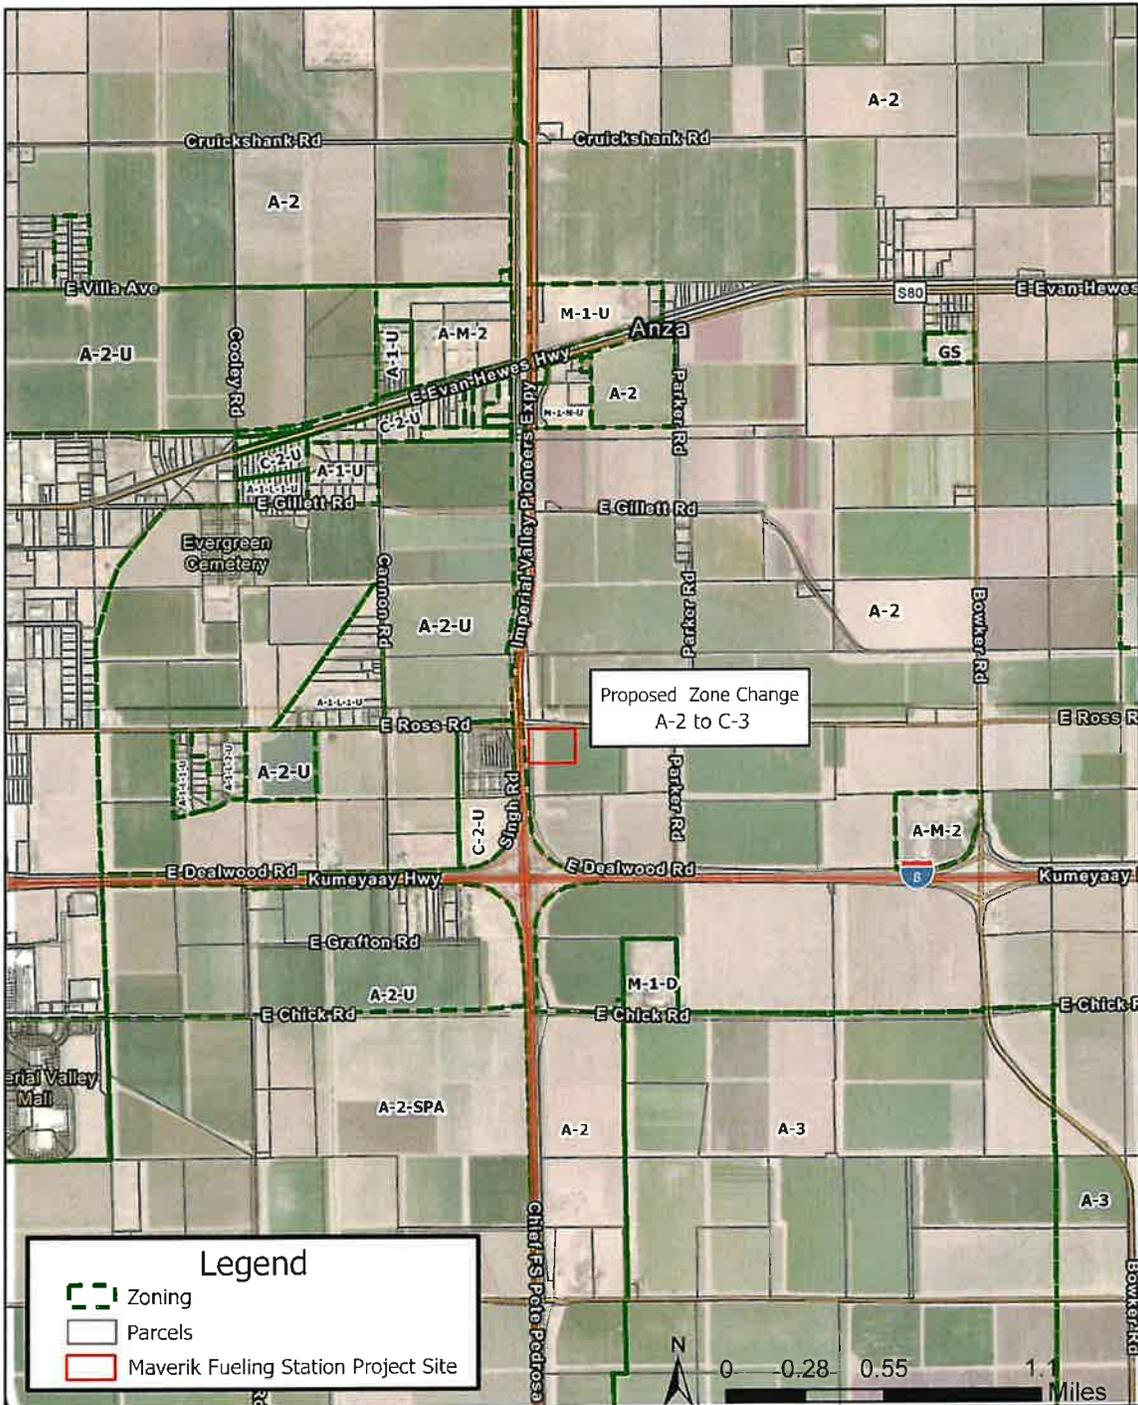 A-2
Cruickshank Rd
Cruickshank Rd
A-2
E Villa Ave
S80
E Evan Hewes
M-1-U
Anza
A-2-U
Cooley Rd
A-1-U
A-M-2
GS
E Evan Hewes Hwy
A-2
M-1-N-U
Parker Rd
C-2-U
C-2-U
A-1-U
A-1-L-1-U
E Gillett Rd
Imperial Valley Pioneers Expy
E Gillett Rd
Evergreen
Cemetery
Cannon Rd
A-2-U
Parker Rd
A-2
Bowker Rd
Proposed Zone Change
A-2 to C-3
A-1-L-1-U
E Ross Rd
E Ross R
A-2-U
Singh Rd
C-2-U
Parker Rd
A-M-2
E Dealwood Rd
E Dealwood Rd
Kumeyaay Hwy
8
Kumeyaay
E Grafton Rd
A-2-U
M-1-D
E Chick Rd
E Chick Rd
E Chick R
erial Valley
Mall
A-2-SPA
A-2
A-3
A-3
Chief FS Pete Pedrosa
Bowker Rd
Legend
Zoning
Parcels
Maverik Fueling Station Project Site
Rd
N
0 0.28 0.55 1.1
Miles